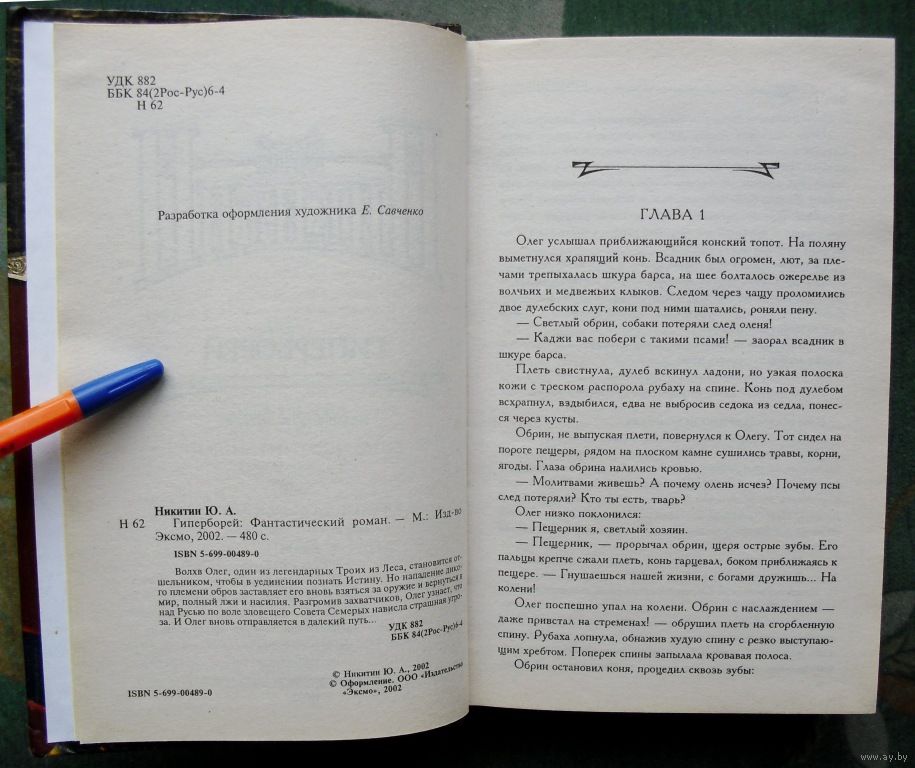 УДК 882
ББК 84(2Рос-Рус)6-4
Н 62
Разработка оформления художника Е. Савченко
Никитин Ю. А.
Н 62 Гиперборей: Фантастический роман. — М.: Изд-во
Эксмо, 2002. — 480 с.
ISBN 5-699-00489-0
Волхв Олег, один из легендарных Троих из Леса, становится от-
шельником, чтобы в уединении познать Истину. Но нападение дико-
го племени обров заставляет его вновь взяться за оружие и вернуться в
мир, полный лжи и насилия. Разгромив захватчиков, Олег узнает, что
над Русью по воле зловещего Совета Семерых нависла страшная угро-
за. И Олег вновь отправляется в далекий путь...
УДК 882
ББК 84(2Рос-Рус)6-4
© Никитин Ю. А., 2002
© Оформление. ООО «Издательство
«Эксмо», 2002
ISBN 5-699-00489-0
ГЛАВА 1
Олег услышал приближающийся конский топот. На поляну
выметнулся храпящий конь. Всадник был огромен, лют, за пле-
чами трепыхалась шкура барса, на шее болталось ожерелье из
волчьих и медвежьих клыков. Следом через чащу проломились
двое дулебских слуг, кони под ними шатались, роняли пену.
— Светлый обрин, собаки потеряли след оленя!
— Каджи вас побери с такими псами! — заорал всадник в
шкуре барса.
Плеть свистнула, дулеб вскинул ладони, но узкая полоска
кожи с треском распорола рубаху на спине. Конь под дулебом
всхрапнул, вздыбился, едва не выбросив седока из седла, понес-
ся через кусты.
Обрин, не выпуская плети, повернулся к Олегу. Тот сидел на
пороге пещеры, рядом на плоском камне сушились травы, корни,
ягоды. Глаза обрина налились кровью.
— Молитвами живешь? А почему олень исчез? Почему псы
след потеряли? Кто ты есть, тварь?
Олег низко поклонился:
— Пещерник я, светлый хозяин.
— Пещерник, — прорычал обрин, щеря острые зубы. Его
пальцы крепче сжали плеть, конь гарцевал, боком приближаясь к
пещере. — Гнушаешься нашей жизни, с богами дружишь... На
колени!
Олег поспешно упал на колени. Обрин с наслаждением —
даже привстал на стременах! — обрушил плеть на сгорбленную
спину. Рубаха лопнула, обнажив худую спину с резко выступаю-
щим хребтом. Поперек спины запылала кровавая полоса.
Обрин остановил коня, процедил сквозь зубы:
www.ay.by